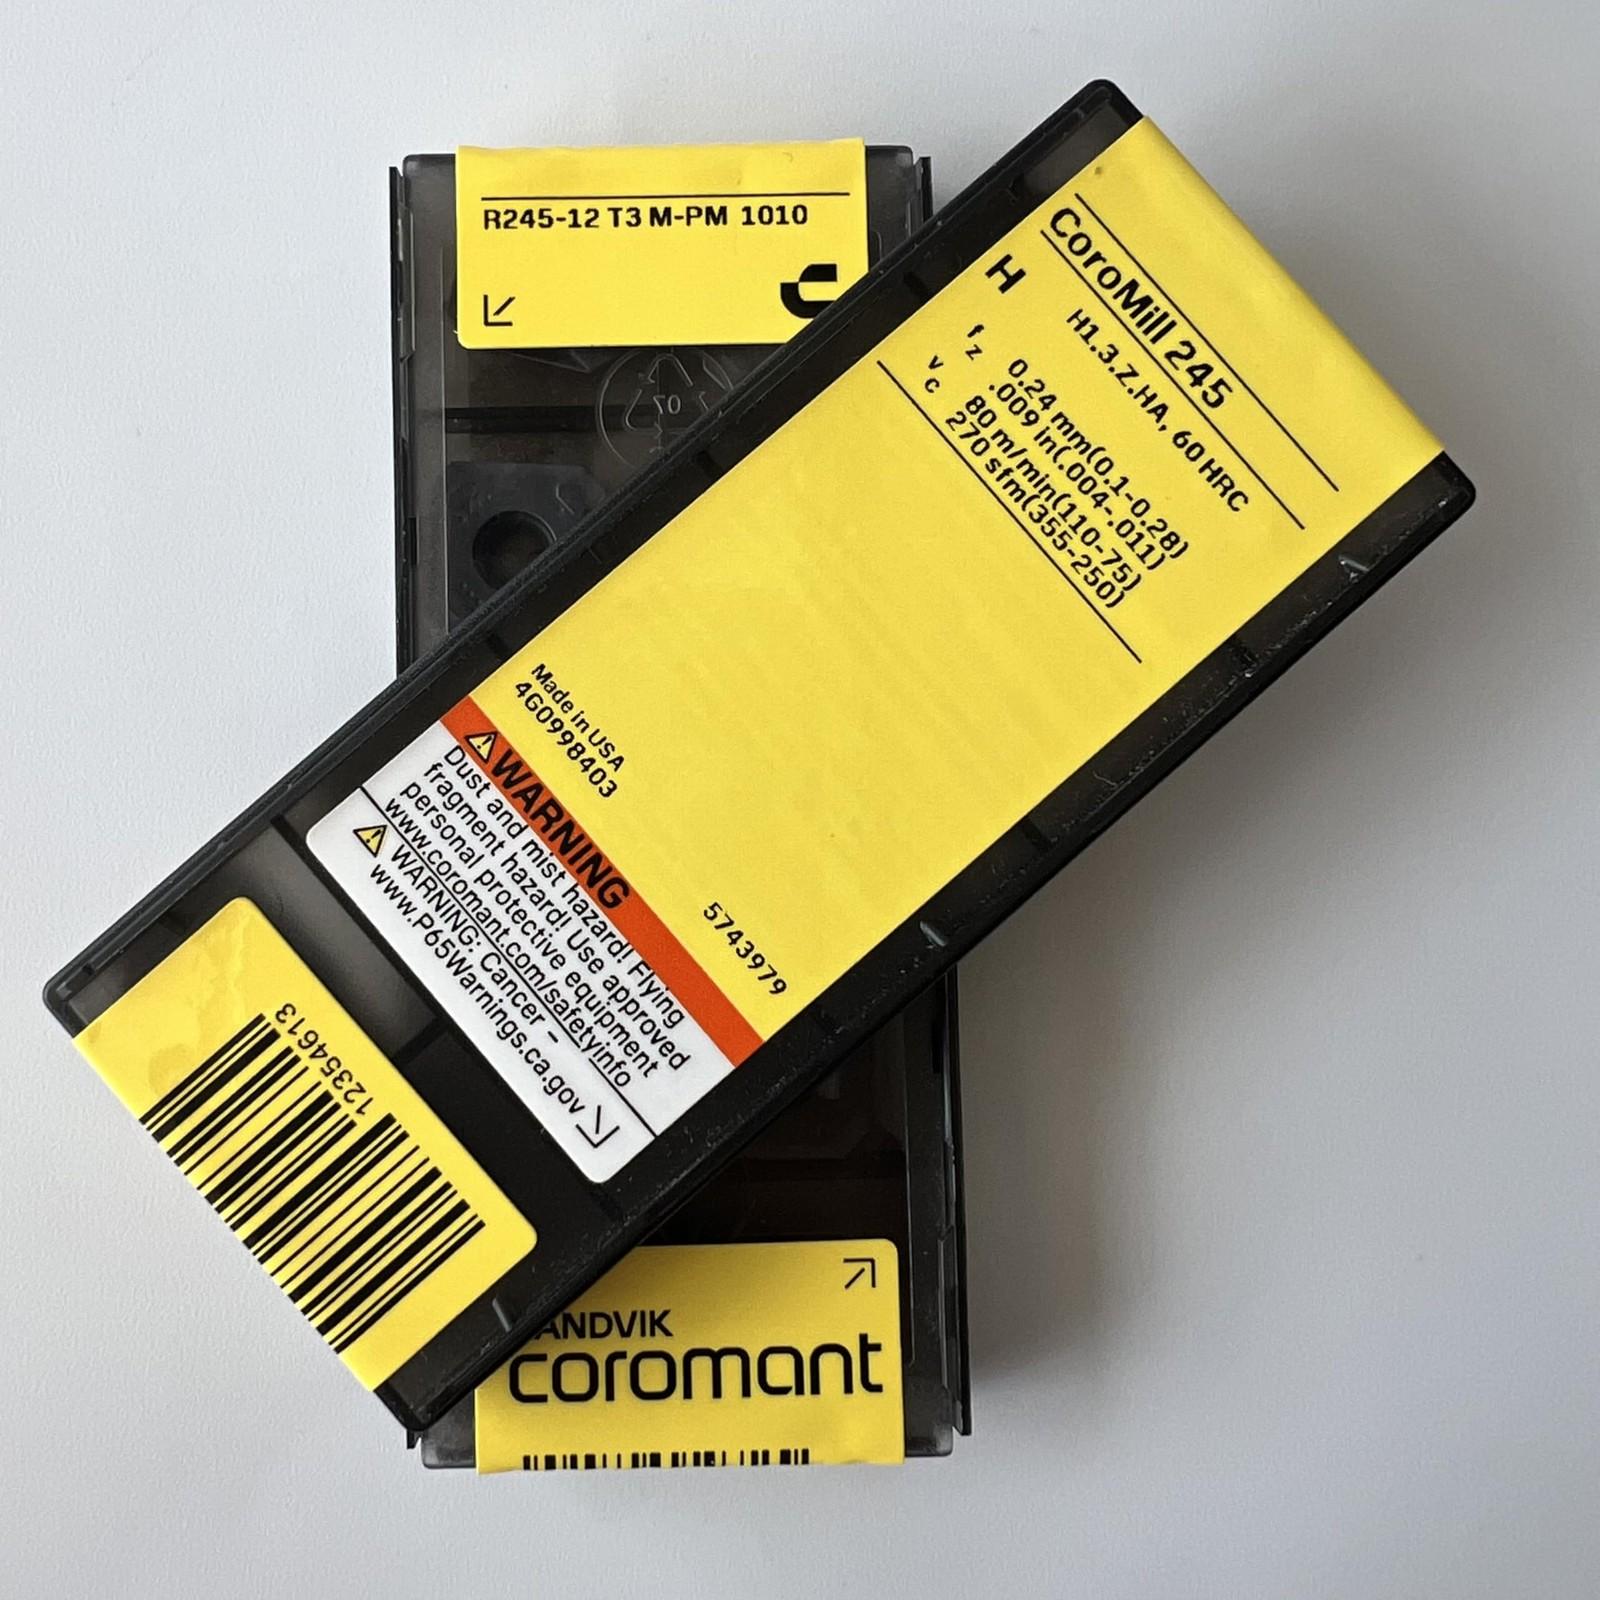 R245-12 T3 M-PM 1010
CoroMill 245
H
H1.3.Z.HA, 60 HRC
fz 0.24 mm(0.1-0.28)
.009 in(.004-.011)
vc 80 m/min(110-75)
270 sfm(355-250)
Made in USA
4G0998403
5743979
WARNING
Dust and mist hazard! Flying
fragment hazard! Use approved
personal protective equipment
www.coromant.com/safetyinfo
WARNING: Cancer -
www.P65Warnings.ca.gov
12354613
ANDVIK
coromant
07